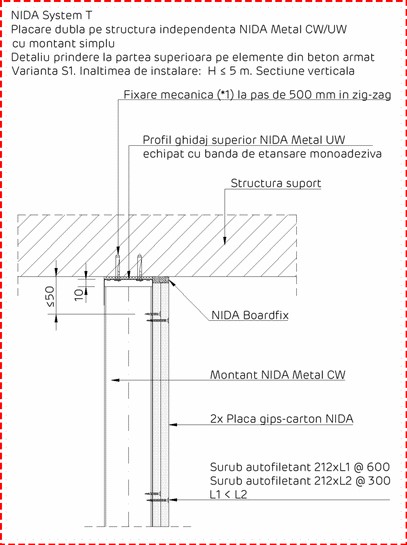 NIDA System T
Placare dubla pe structura independenta NIDA Metal CW/UW
cu montant simplu
Detaliu prindere la partea superioara pe elemente din beton armat
Varianta S1. Inaltimea de instalare: H ≤ 5 m. Sectiune verticala
Fixare mecanica (*1) la pas de 500 mm in zig-zag
Profil ghidaj superior NIDA Metal UW
echipat cu banda de etansare monoadeziva
Structura suport
≤50
10
NIDA Boardfix
Montant NIDA Metal CW
2x Placa gips-carton NIDA
Surub autofiletant 212xL1 @ 600
Surub autofiletant 212xL2 @ 300
L1 < L2